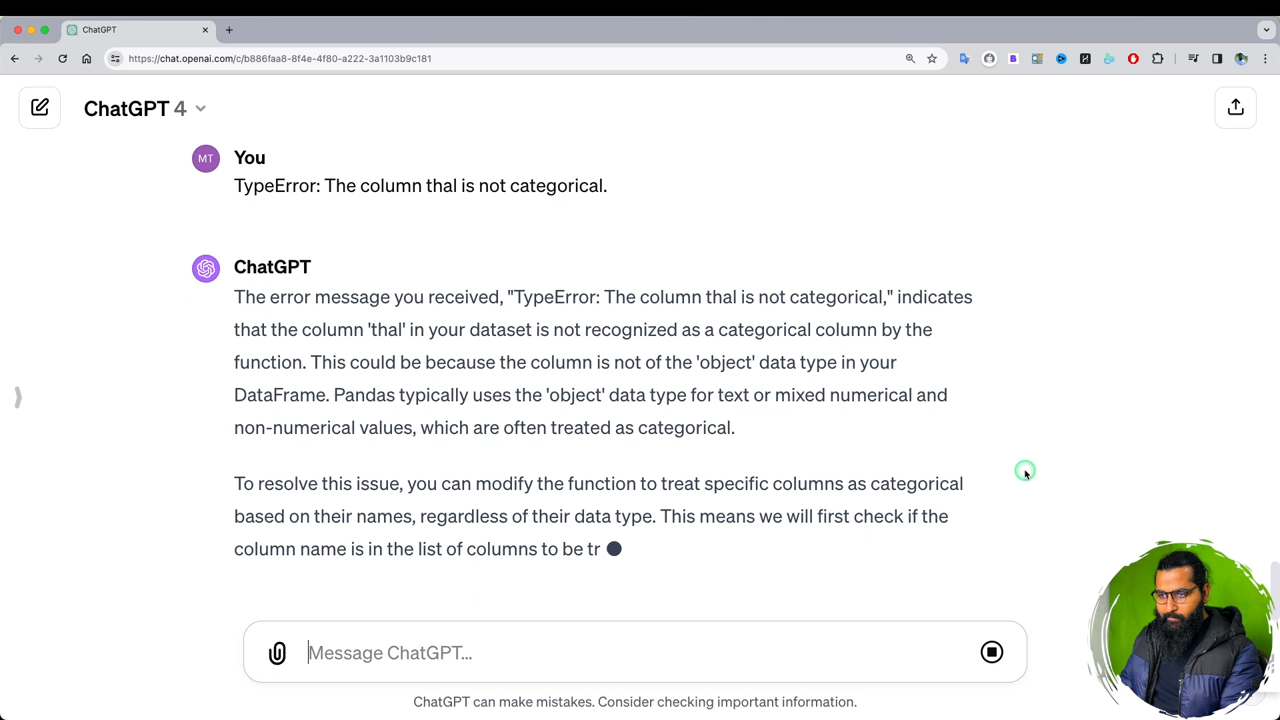 ChatGPT
https://chat.openai.com/c/b886faa8-8f4e-4f80-a222-3a1103b9c181
ChatGPT 4
MT
You
TypeError: The column thal is not categorical.
ChatGPT
The error message you received, "TypeError: The column thal is not categorical," indicates
that the column 'thal' in your dataset is not recognized as a categorical column by the
function. This could be because the column is not of the 'object' data type in your
DataFrame. Pandas typically uses the 'object' data type for text or mixed numerical and
non-numerical values, which are often treated as categorical.
To resolve this issue, you can modify the function to treat specific columns as categorical
based on their names, regardless of their data type. This means we will first check if the
column name is in the list of columns to be tr
Message ChatGPT...
ChatGPT can make mistakes. Consider checking important information.